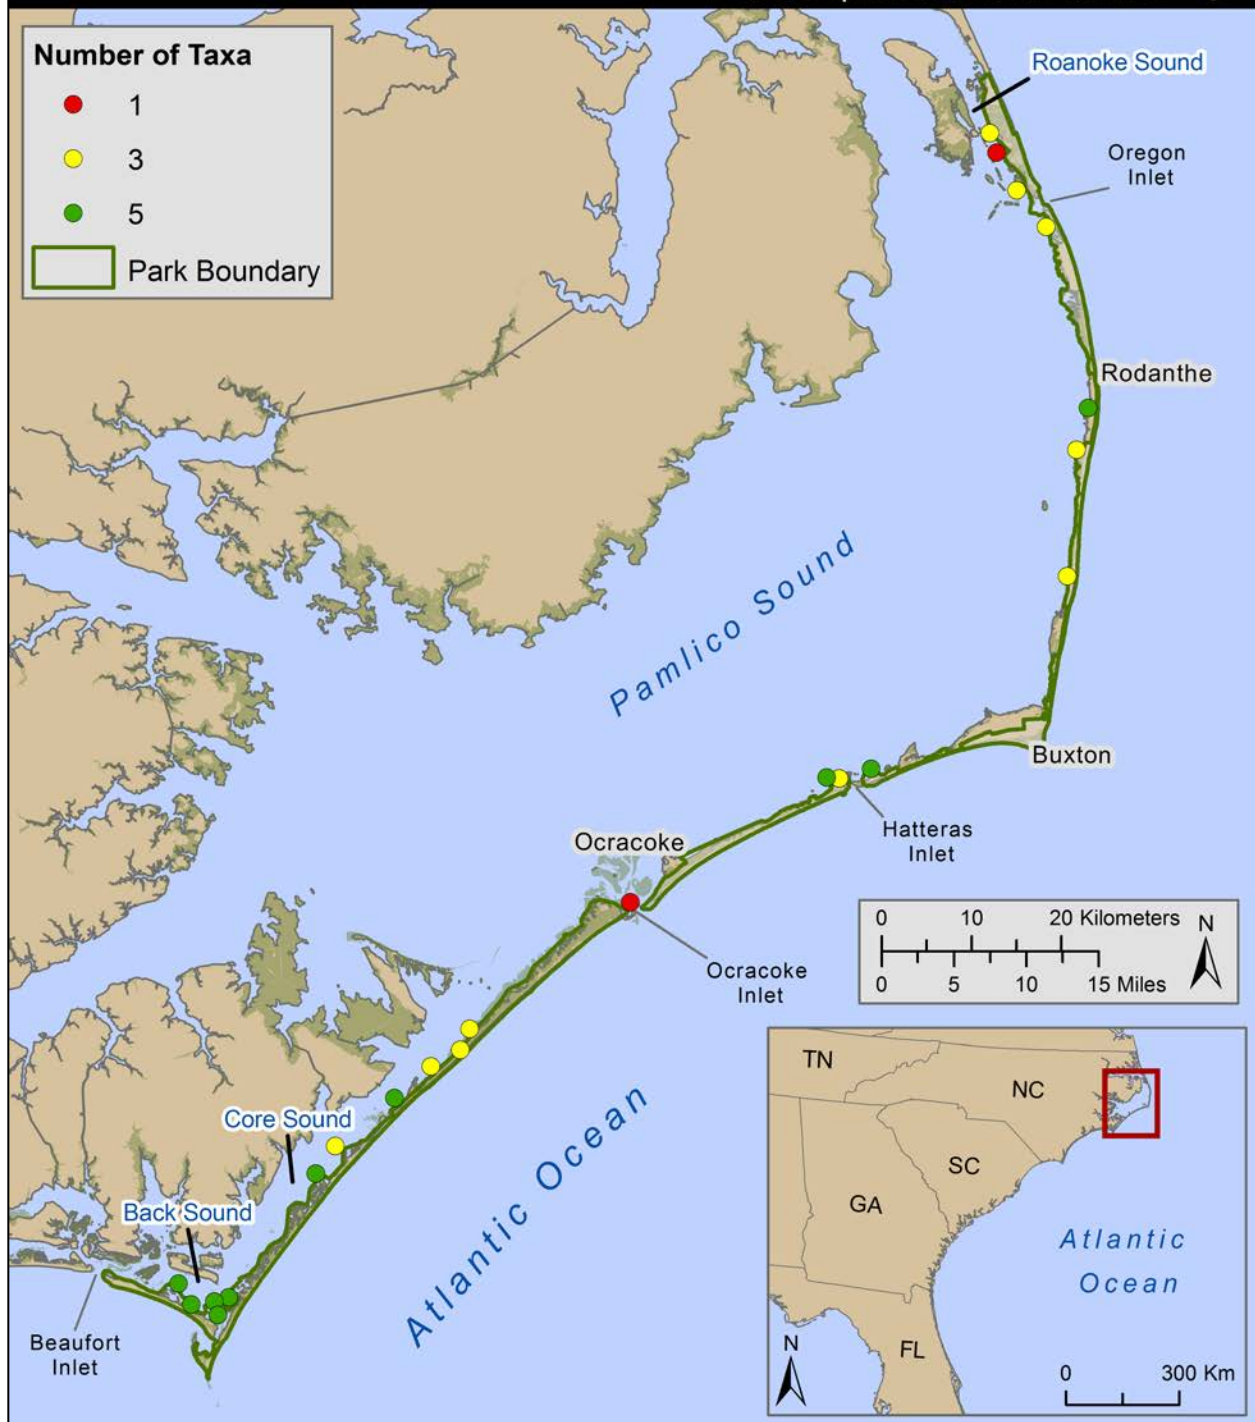 Number of Taxa
1
3
5
Park Boundary
Roanoke Sound
Oregon
Inlet
Rodanthe
Pamlico Sound
Buxton
Hatteras
Inlet
Ocracoke
Ocracoke
Inlet
0 10 20 Kilometers
0 5 10 15 Miles
N
Core Sound
Back Sound
Atlantic Ocean
Beaufort
Inlet
TN
NC
SC
GA
FL
Atlantic
Ocean
N
0 300 Km